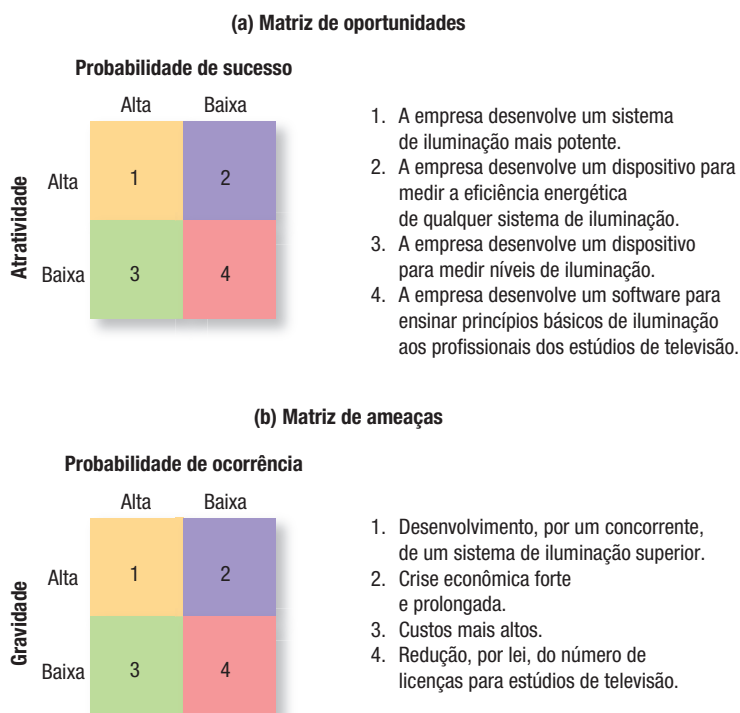 (a) Matriz de oportunidades
Probabilidade de sucesso
Alta Baixa
Atratividade
Alta 1 2
Baixa 3 4
1. A empresa desenvolve um sistema
de iluminação mais potente.
2. A empresa desenvolve um dispositivo para
medir a eficiência energética
de qualquer sistema de iluminação.
3. A empresa desenvolve um dispositivo
para medir níveis de iluminação.
4. A empresa desenvolve um software para
ensinar princípios básicos de iluminação
aos profissionais dos estúdios de televisão.
(b) Matriz de ameaças
Probabilidade de ocorrência
Alta Baixa
Gravidade
Alta 1 2
Baixa 3 4
1. Desenvolvimento, por um concorrente,
de um sistema de iluminação superior.
2. Crise econômica forte
e prolongada.
3. Custos mais altos.
4. Redução, por lei, do número de
licenças para estúdios de televisão.